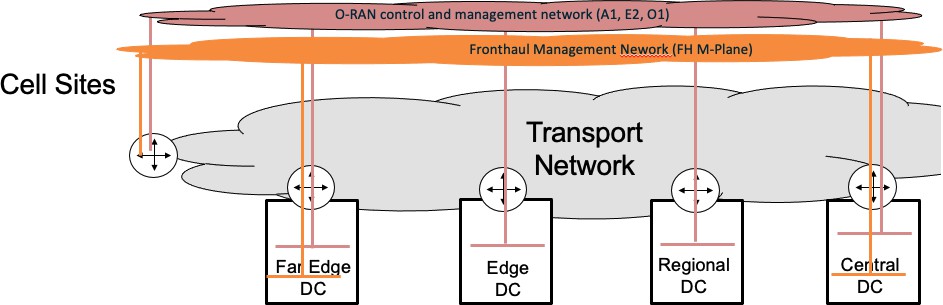 O-RAN control and management network (A1, E2, O1)
Fronthaul Management Nework (FH M-Plane)
Cell Sites
Transport
Network
Far Edge
DC
Edge
DC
Regional
DC
Central
DC